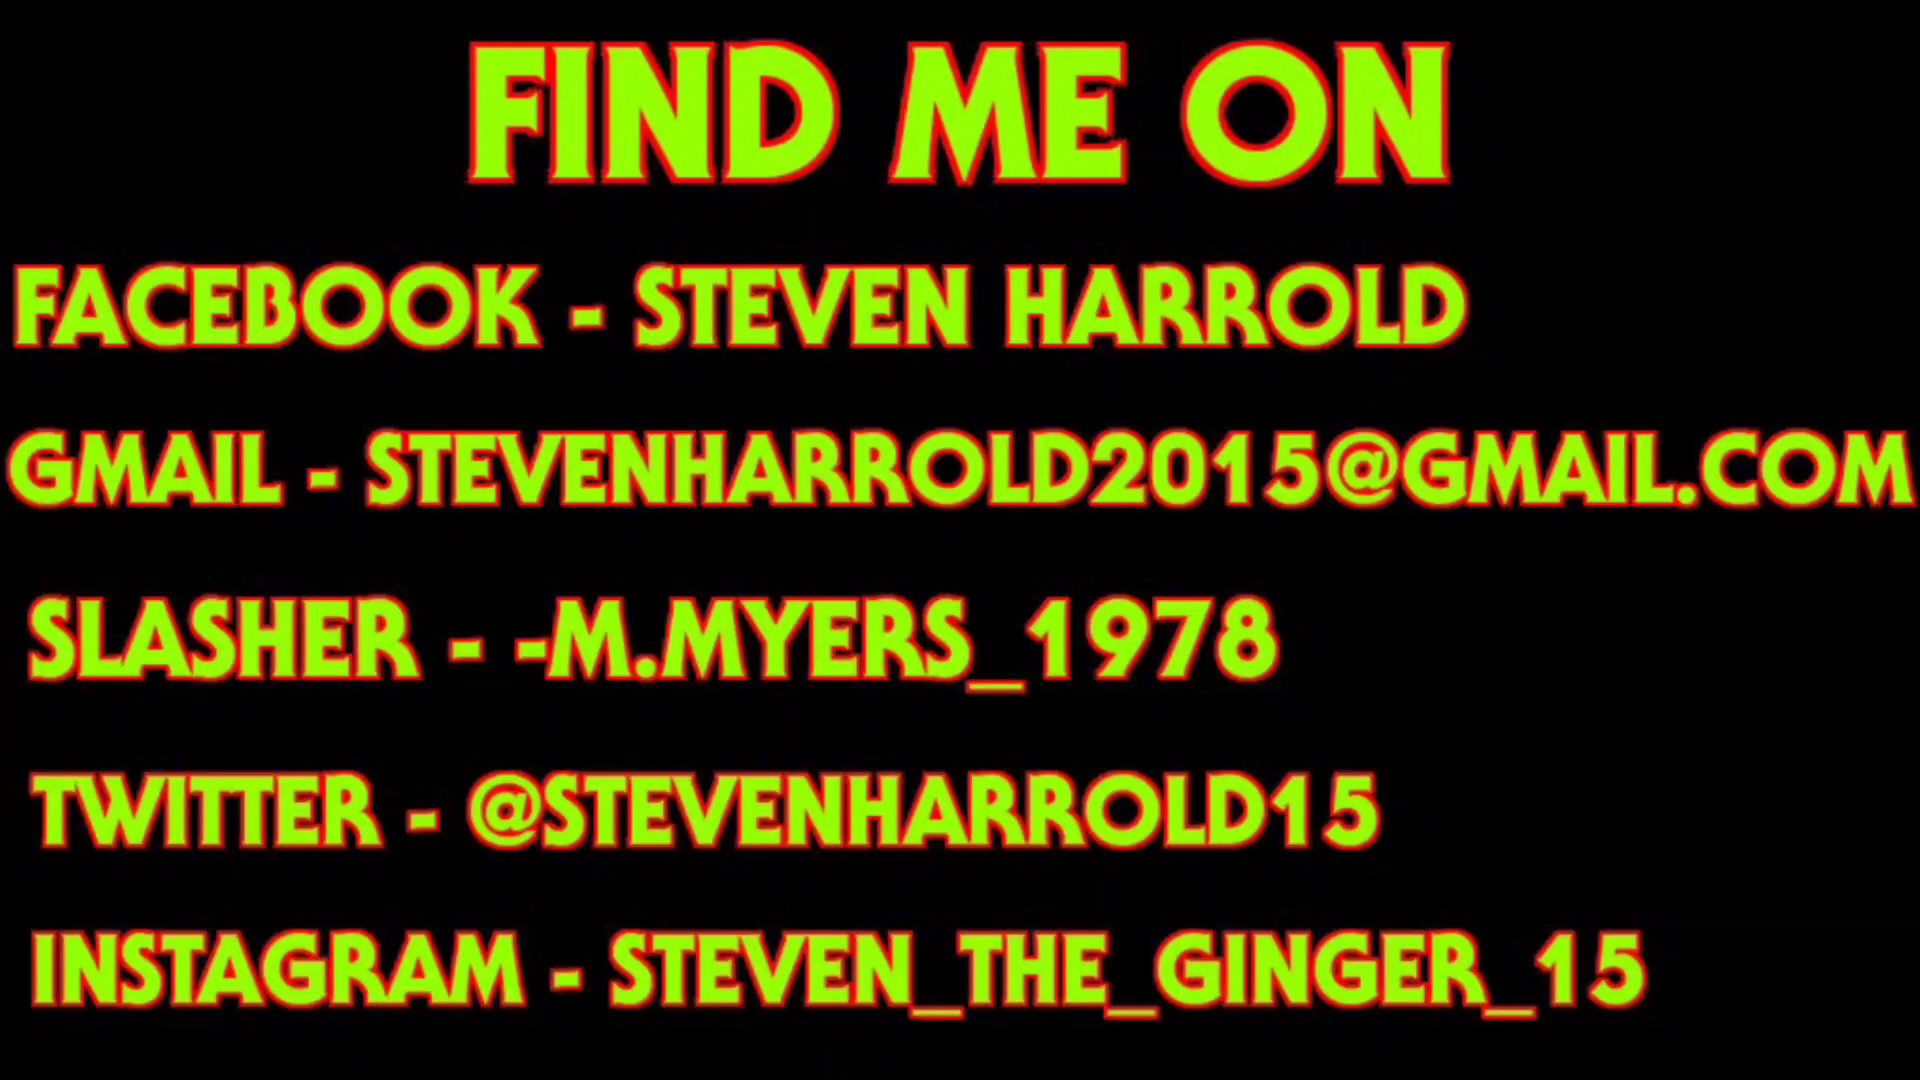 FIND ME ON
FACEBOOK - STEVEN HARROLD
GMAIL - STEVENHARROLD2015@GMAIL.COM
SLASHER - -M.MYERS_1978
TWITTER - @STEVENHARROLD15
INSTAGRAM - STEVEN_THE_GINGER_15